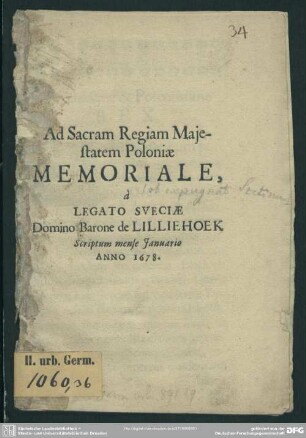 34
Ad Sacram Regiam Maje-
statem Poloniæ
MEMORIALE,
à
LEGATO SVECIÆ
Domino Barone de LILLIEHOEK
Scriptum mense Januario
ANNO 1678.
II. urb. Germ.
1060,36